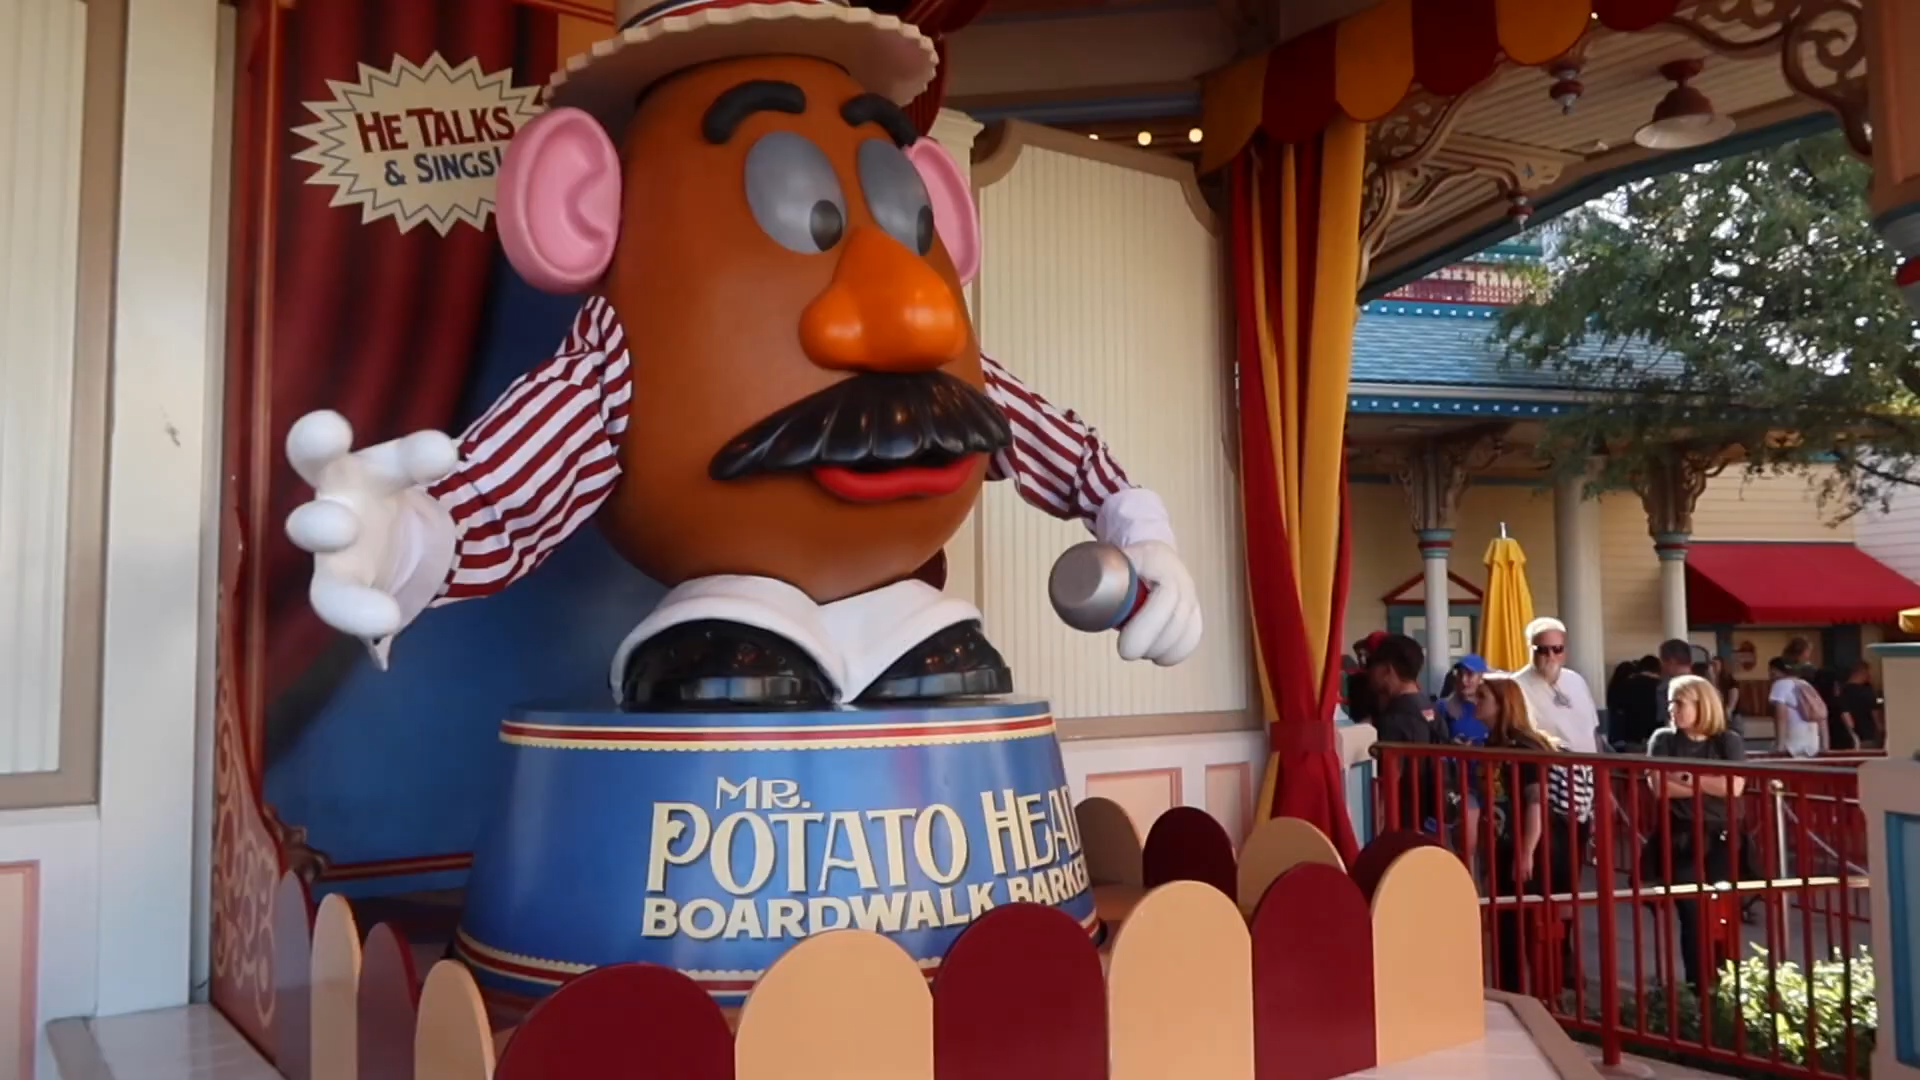 HE TALKS
& SINGS!
MR.
POTATO HEAD
BOARDWALK BARKER